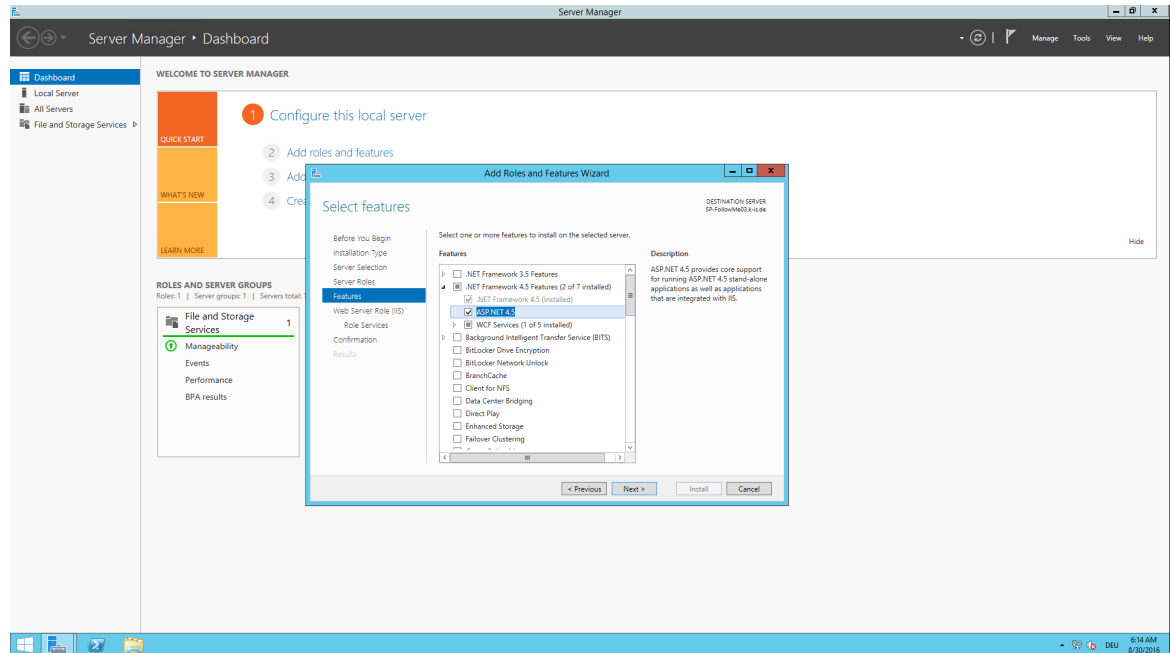 Server Manager
Server Manager • Dashboard
Manage Tools View Help
Dashboard
Local Server
All Servers
File and Storage Services
WELCOME TO SERVER MANAGER
QUICK START
WHAT'S NEW
LEARN MORE
1 Configure this local server
2 Add roles and features
3 Add
4 Crea
Hide
ROLES AND SERVER GROUPS
Roles: 1 | Server groups: 1 | Servers total: 1
File and Storage Services 1
Manageability
Events
Performance
BPA results
Add Roles and Features Wizard
Select features
DESTINATION SERVER
SP-FollowMe03.k-is.de
Before You Begin
Installation Type
Server Selection
Server Roles
Features
Web Server Role (IIS)
Role Services
Confirmation
Results
Select one or more features to install on the selected server.
Features
.NET Framework 3.5 Features
.NET Framework 4.5 Features (2 of 7 installed)
.NET Framework 4.5 (Installed)
ASP.NET 4.5
WCF Services (1 of 5 installed)
Background Intelligent Transfer Service (BITS)
BitLocker Drive Encryption
BitLocker Network Unlock
BranchCache
Client for NFS
Data Center Bridging
Direct Play
Enhanced Storage
Failover Clustering
Description
ASP.NET 4.5 provides core support
for running ASP.NET 4.5 stand-alone
applications as well as applications
that are integrated with IIS.
< Previous Next > Install Cancel
DEU
6:14 AM
8/30/2016